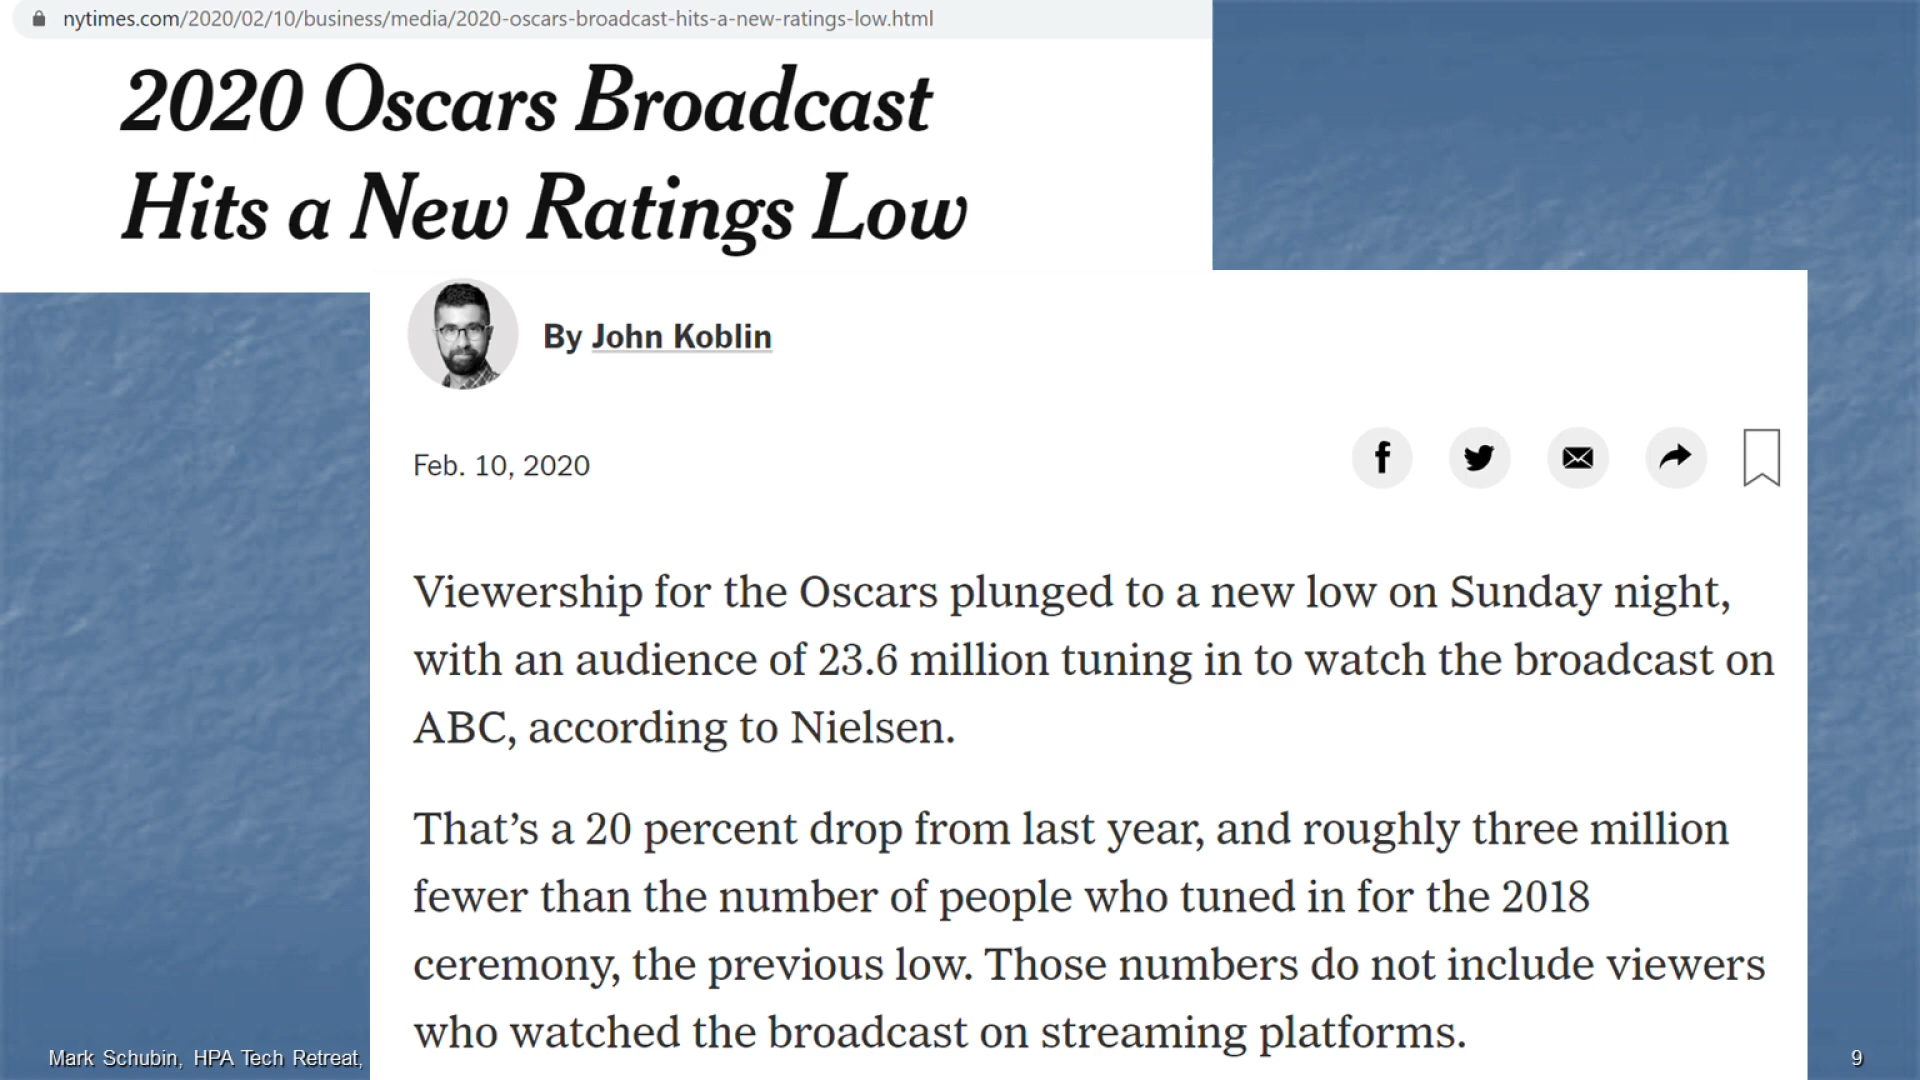 nytimes.com/2020/02/10/business/media/2020-oscars-broadcast-hits-a-new-ratings-low.html
2020 Oscars Broadcast
Hits a New Ratings Low
By John Koblin
Feb. 10, 2020
Viewership for the Oscars plunged to a new low on Sunday night,
with an audience of 23.6 million tuning in to watch the broadcast on
ABC, according to Nielsen.
That’s a 20 percent drop from last year, and roughly three million
fewer than the number of people who tuned in for the 2018
ceremony, the previous low. Those numbers do not include viewers
who watched the broadcast on streaming platforms.
Mark Schubin, HPA Tech Retreat,
9